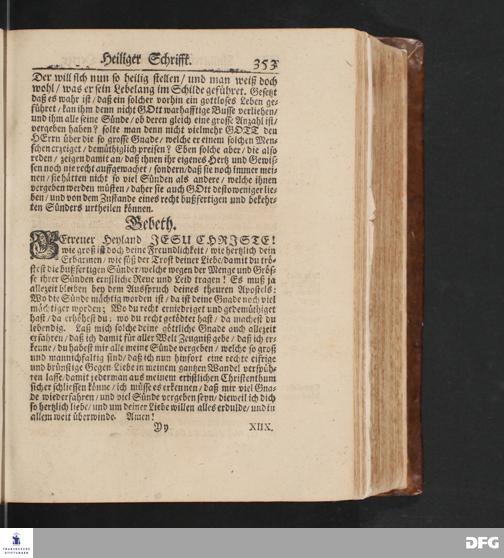 Heiliger Schrifft. 353
Der will sich nun so heilig stellen / und man weiß doch
wohl / was er sein Lebelang im Schilde geführet. Gesetzt
daß es wahr ist / daß ein solcher vorhin ein gottloses Leben ge-
führet / kan ihm denn nicht GOtt warhafftige Busse verliehen /
und ihm alle seine Sünde / ob deren gleich eine grosse Anzahl ist /
vergeben haben? solte man denn nicht vielmehr GOTT den
HErrn über die so grosse Gnade / welche er einem solchen Men-
schen erzeiget / demüthiglich preisen? Eben solche aber / die also
reden / zeigen damit an / daß ihnen ihr eigenes Hertz und Gewis-
sen noch nie recht auffgewachet / sondern / daß sie noch immer mei-
nen / sie hätten nicht so viel Sünden als andere / welche ihnen
vergeben werden müsten / daher sie auch GOtt desto weniger lie-
ben / und von dem Zustande eines recht bußfertigen und bekehr-
ten Sünders urtheilen können.
Gebeth.
GEtreuer Heyland JESU CHRISTE!
wie groß ist doch deine Freundlichkeit / wie hertzlich dein
Erbarmen / wie süß der Trost deiner Liebe / damit du trö-
stest die bußfertigen Sünder / welche wegen der Menge und Grös-
se ihrer Sünden ernstliche Reue und Leid tragen! Es muß ja
allezeit bleiben bey dem Ausspruch deines theuren Apostels:
Wo die Sünde mächtig worden ist / da ist deine Gnade noch viel
mächtiger worden; Wo du recht erniedriget und gedemüthiget
hast / da erhöhest du: wo du recht getödtet hast / da machest du
lebendig. Laß mich solche deine göttliche Gnade auch allezeit
erfahren / daß ich damit für aller Welt Zeugniß gebe / daß ich er-
kenne / du habest mir alle meine Sünde vergeben / welche so groß
und mannichfaltig sind / daß ich nun hinfort eine rechte eifrige
und brünstige Gegen Liebe in meinem gantzen Wandel verspüh-
ren lasse / damit jederman aus meinem erbstlichen Christenthum
sicher schliessen könne / ich müsse es erkennen / daß mir viel Gna-
de wiederfahren / und viel Sünde vergeben seyn / dieweil ich dich
so hertzlich liebe / und um deiner Liebe willen alles erdulde / und in
allem weit überwinde. Amen!
Yy XIIX.
FRANCKESCHE
STIFTUNGEN
DFG